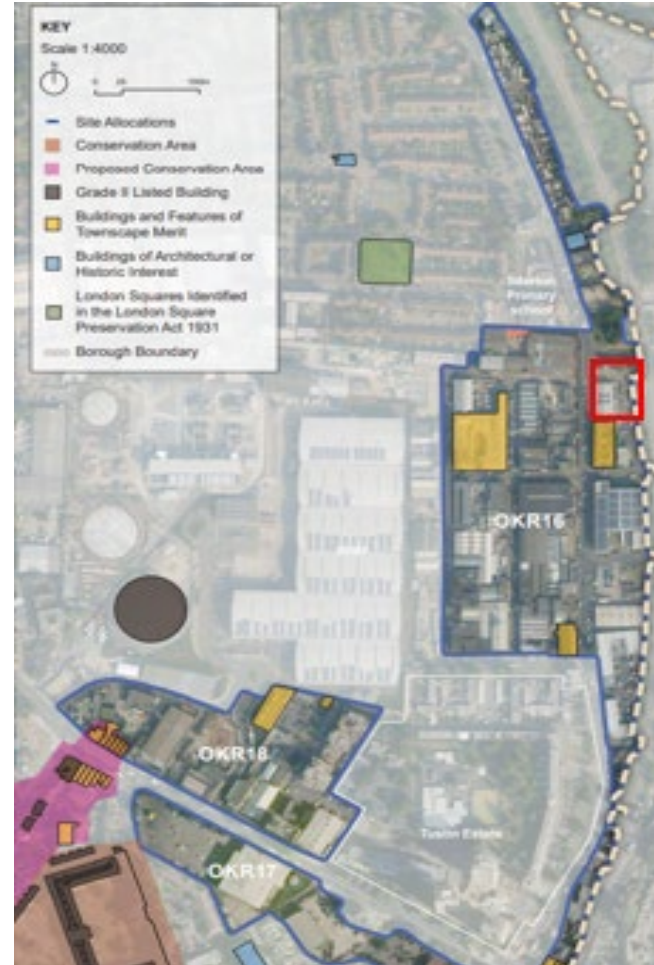 KEY
Scale 1:4000
Site Allocations
Conservation Area
Proposed Conservation Area
Grade II Listed Building
Buildings and Features of
Townscape Merit
Buildings of Architectural or
Historic Interest
London Squares Identified
in the London Square
Preservation Act 1931
Borough Boundary
Primary
school
OKR16
OKR18
Tustin Estate
OKR17